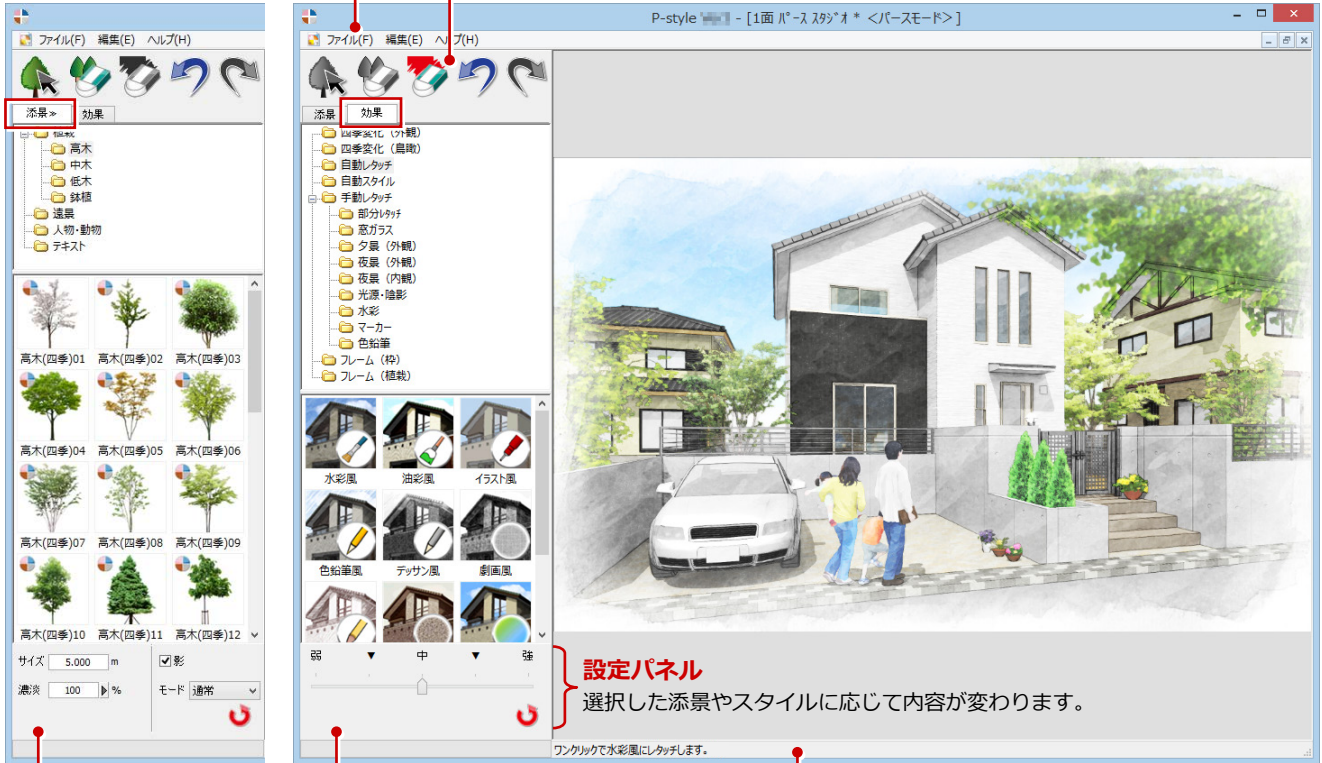 P-style - [1面 ﾊﾟｰｽ ｽﾀｼﾞｵ * <パースモード>]
ファイル(F) 編集(E) ヘルプ(H)
添景≫ 効果
植栽
高木
中木
低木
鉢植
遠景
人物・動物
テキスト
高木(四季)01 高木(四季)02 高木(四季)03
高木(四季)04 高木(四季)05 高木(四季)06
高木(四季)07 高木(四季)08 高木(四季)09
高木(四季)10 高木(四季)11 高木(四季)12
サイズ 5.000 m 影
濃淡 100 % モード 通常
ファイル(F) 編集(E) ヘルプ(H)
添景 効果
四季変化（外観）
四季変化（鳥瞰）
自動レタッチ
自動スタイル
手動レタッチ
部分レタッチ
窓ガラス
夕景（外観）
夜景（外観）
夜景（内観）
光源・陰影
水彩
マーカー
色鉛筆
フレーム（枠）
フレーム（植栽）
水彩風 油彩風 イラスト風
色鉛筆風 デッサン風 劇画風
弱 ▼ 中 ▼ 強
設定パネル
選択した添景やスタイルに応じて内容が変わります。
ワンクリックで水彩風にレタッチします。